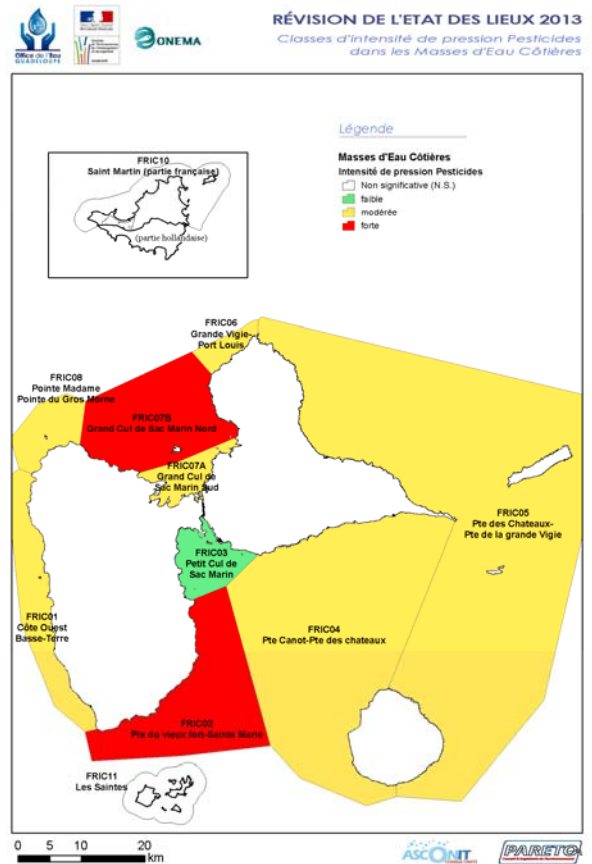 RÉVISION DE L'ETAT DES LIEUX 2013
Classes d'intensité de pression Pesticides
dans les Masses d'Eau Côtières
Office de l'Eau
GUADELOUPE
ONEMA
Légende
Masses d'Eau Côtières
Intensité de pression Pesticides
Non significative (N.S.)
faible
modérée
forte
FRIC10
Saint Martin (partie française)
(partie hollandaise)
FRIC06
Grande Vigie-
Port Louis
FRIC08
Pointe Madame
Pointe du Gros Morne
FRIC07B
Grand Cul de Sac Marin Nord
FRIC07A
Grand Cul de
Sac Marin Sud
FRIC05
Pte des Chateaux-
Pte de la grande Vigie
FRIC03
Petit Cul de
Sac Marin
FRIC01
Côte Ouest
Basse-Terre
FRIC04
Pte Canot-Pte des chateaux
FRIC02
Pte du vieux fort-Sainte Marie
FRIC11
Les Saintes
0 5 10 20
km
ASCONIT
PARETO